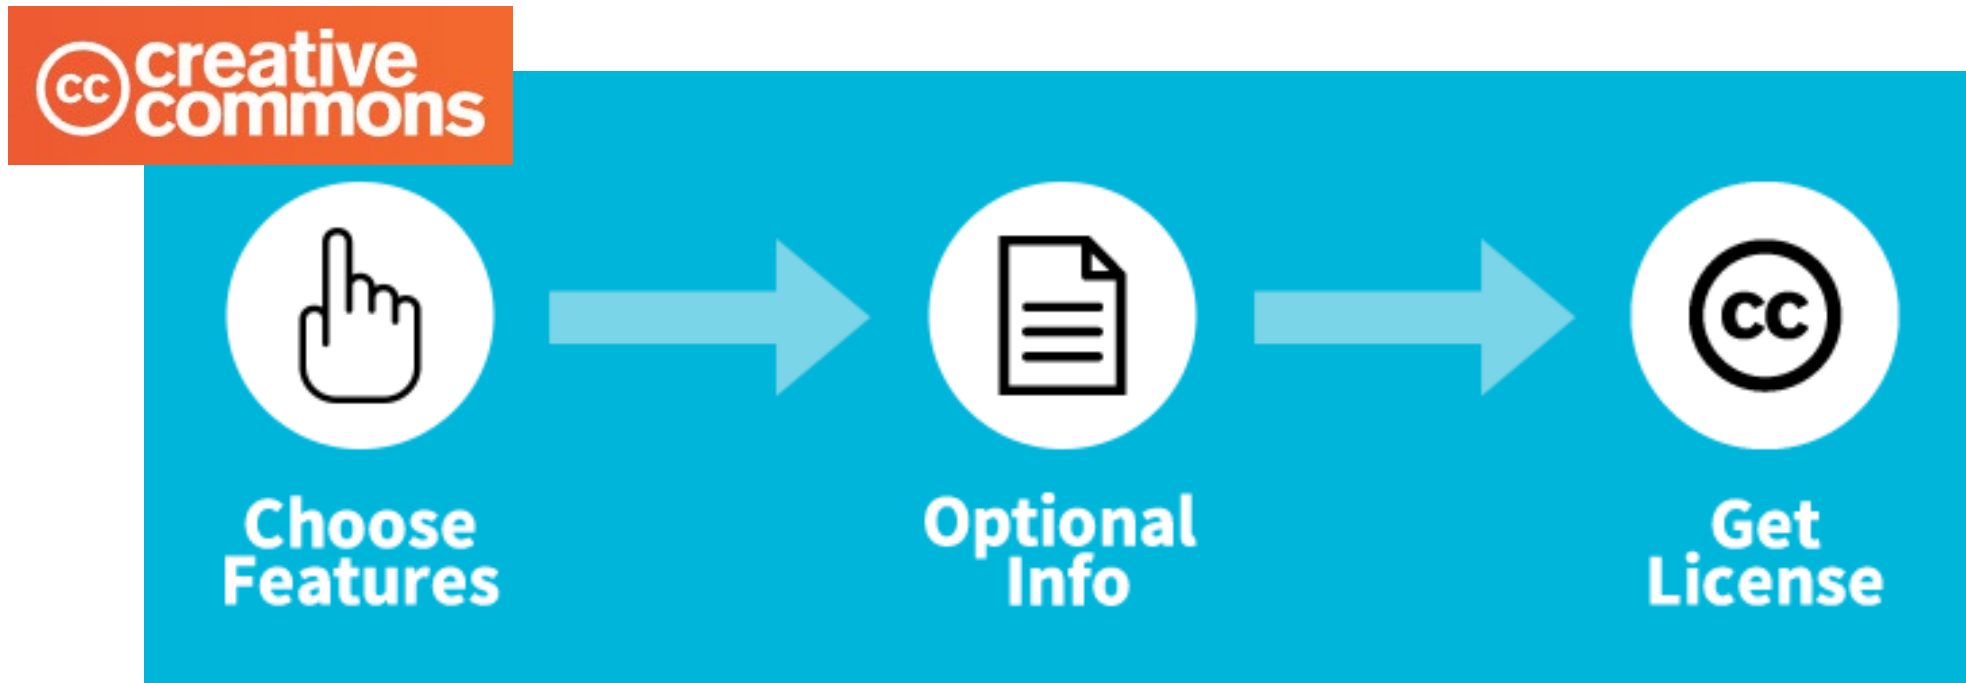 cc creative
commons
cc
Choose
Features
Optional
Info
Get
License